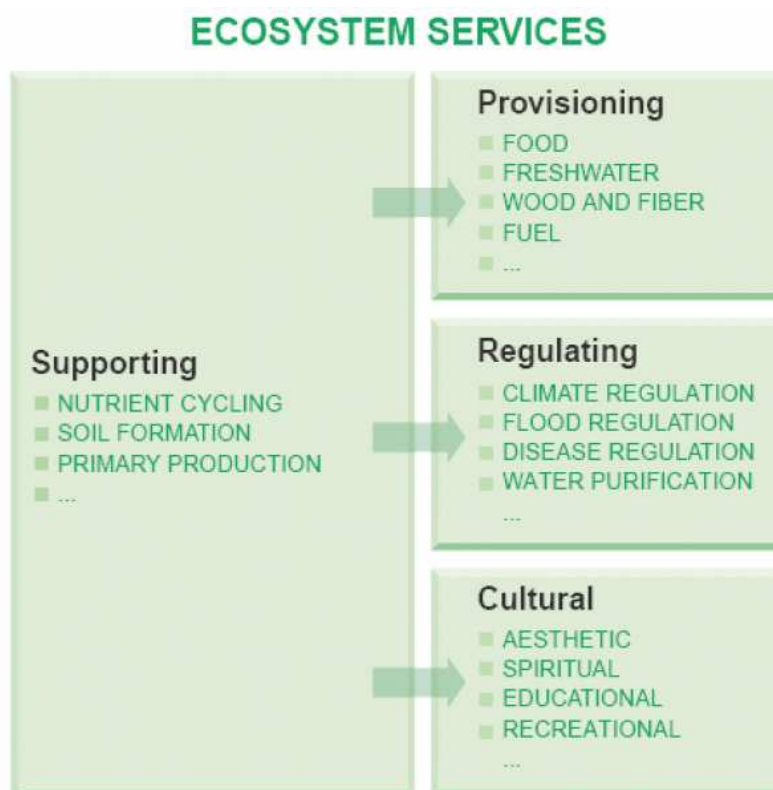 ECOSYSTEM SERVICES
Supporting
NUTRIENT CYCLING
SOIL FORMATION
PRIMARY PRODUCTION
...
Provisioning
FOOD
FRESHWATER
WOOD AND FIBER
FUEL
...
Regulating
CLIMATE REGULATION
FLOOD REGULATION
DISEASE REGULATION
WATER PURIFICATION
...
Cultural
AESTHETIC
SPIRITUAL
EDUCATIONAL
RECREATIONAL
...